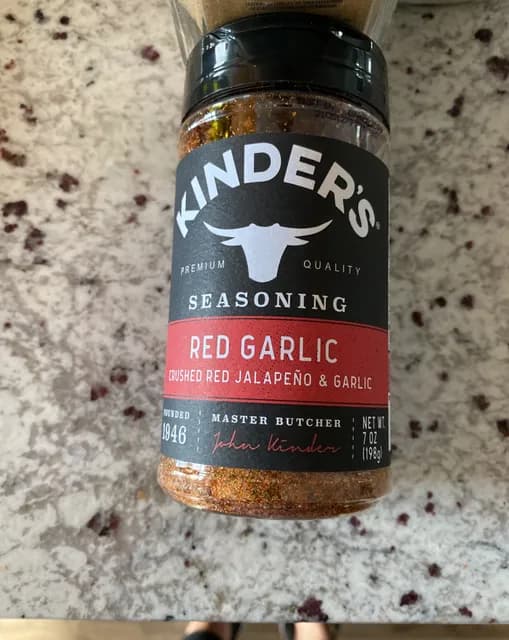 KINDER'S®
PREMIUM QUALITY
SEASONING
RED GARLIC
CRUSHED RED JALAPEÑO & GARLIC
FOUNDED
1946
MASTER BUTCHER
John Kinder
NET WT.
7 OZ
(198g)